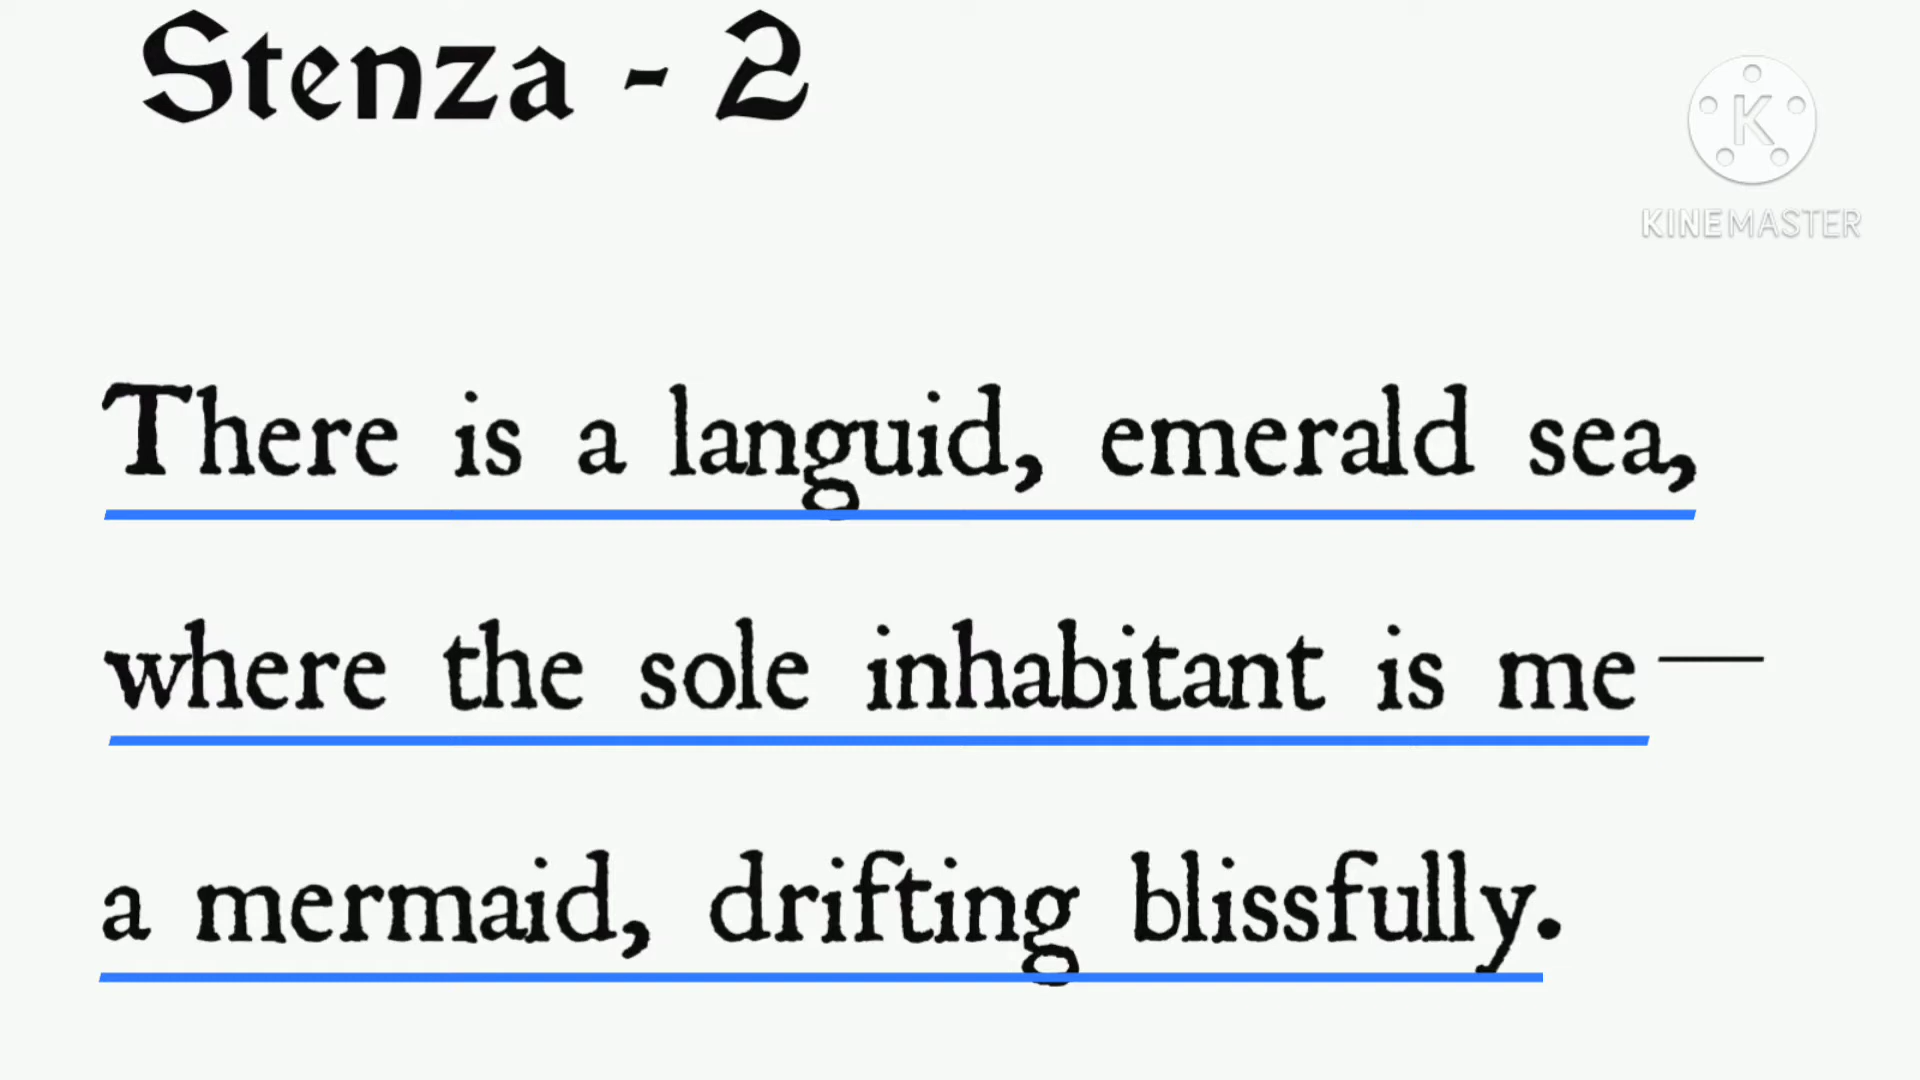 Stenza - 2
KINEMASTER
There is a languid, emerald sea,
where the sole inhabitant is me—
a mermaid, drifting blissfully.